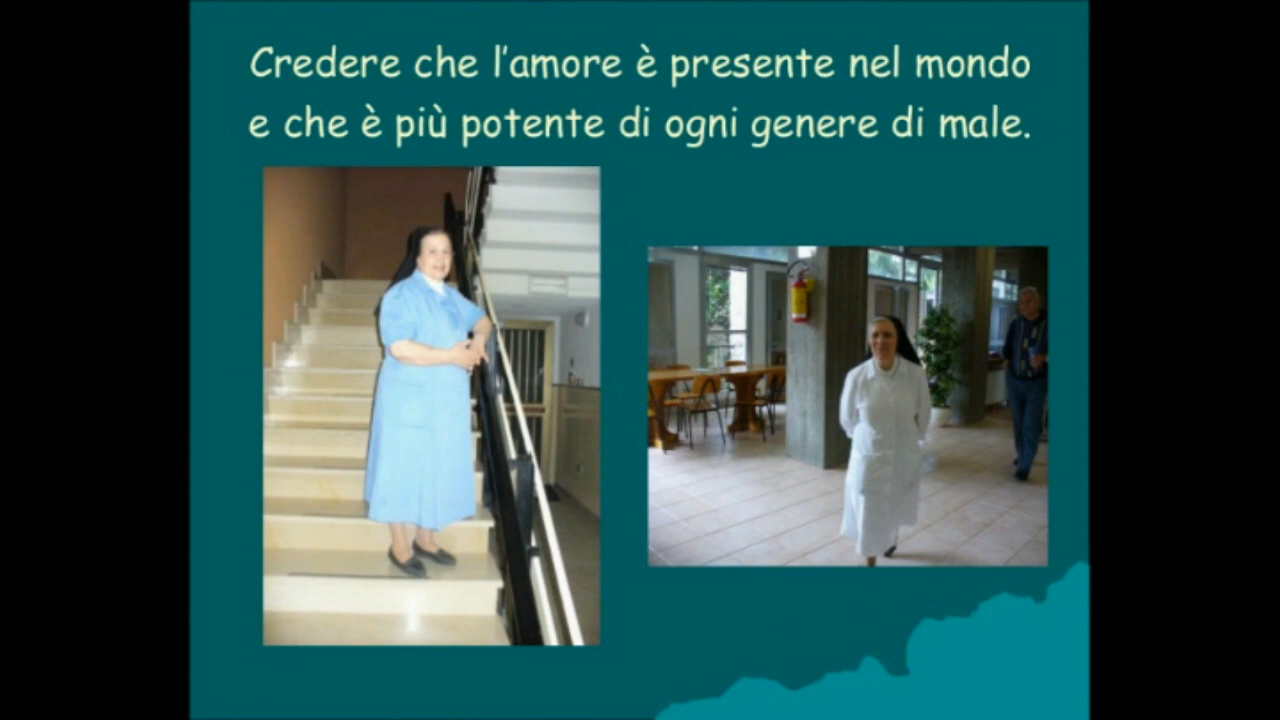 Credere che l'amore è presente nel mondo
e che è più potente di ogni genere di male.